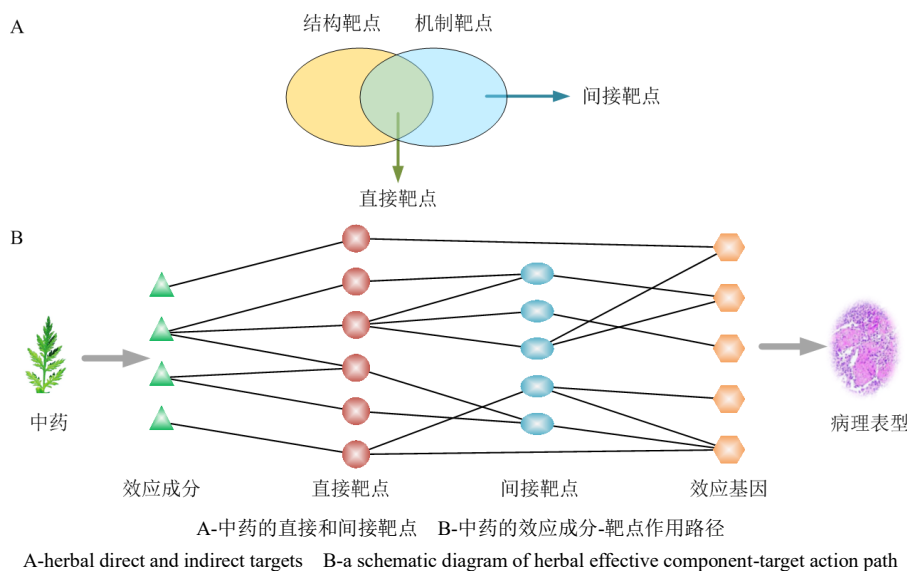 A
结构靶点 机制靶点
间接靶点
直接靶点
B
中药
病理表型
效应成分 直接靶点 间接靶点 效应基因
A-中药的直接和间接靶点 B-中药的效应成分-靶点作用路径
A-herbal direct and indirect targets B-a schematic diagram of herbal effective component-target action path